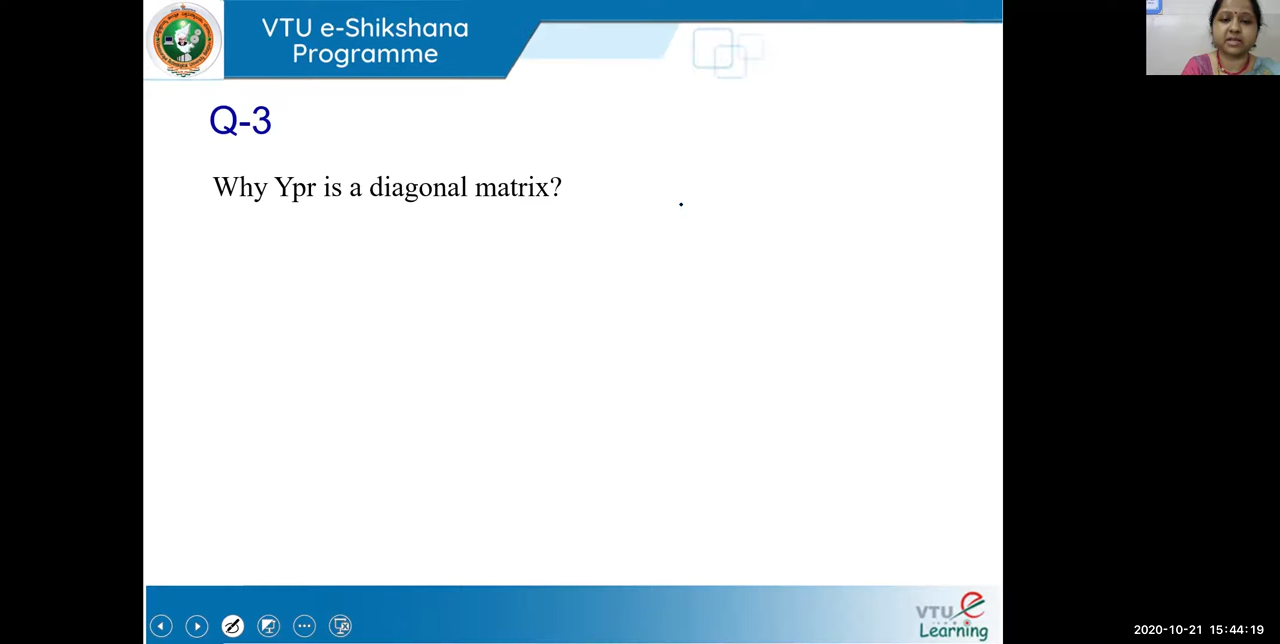 VTU e-Shikshana
Programme
Q-3
Why Ypr is a diagonal matrix?
VTU e
Learning
2020-10-21 15:44:19